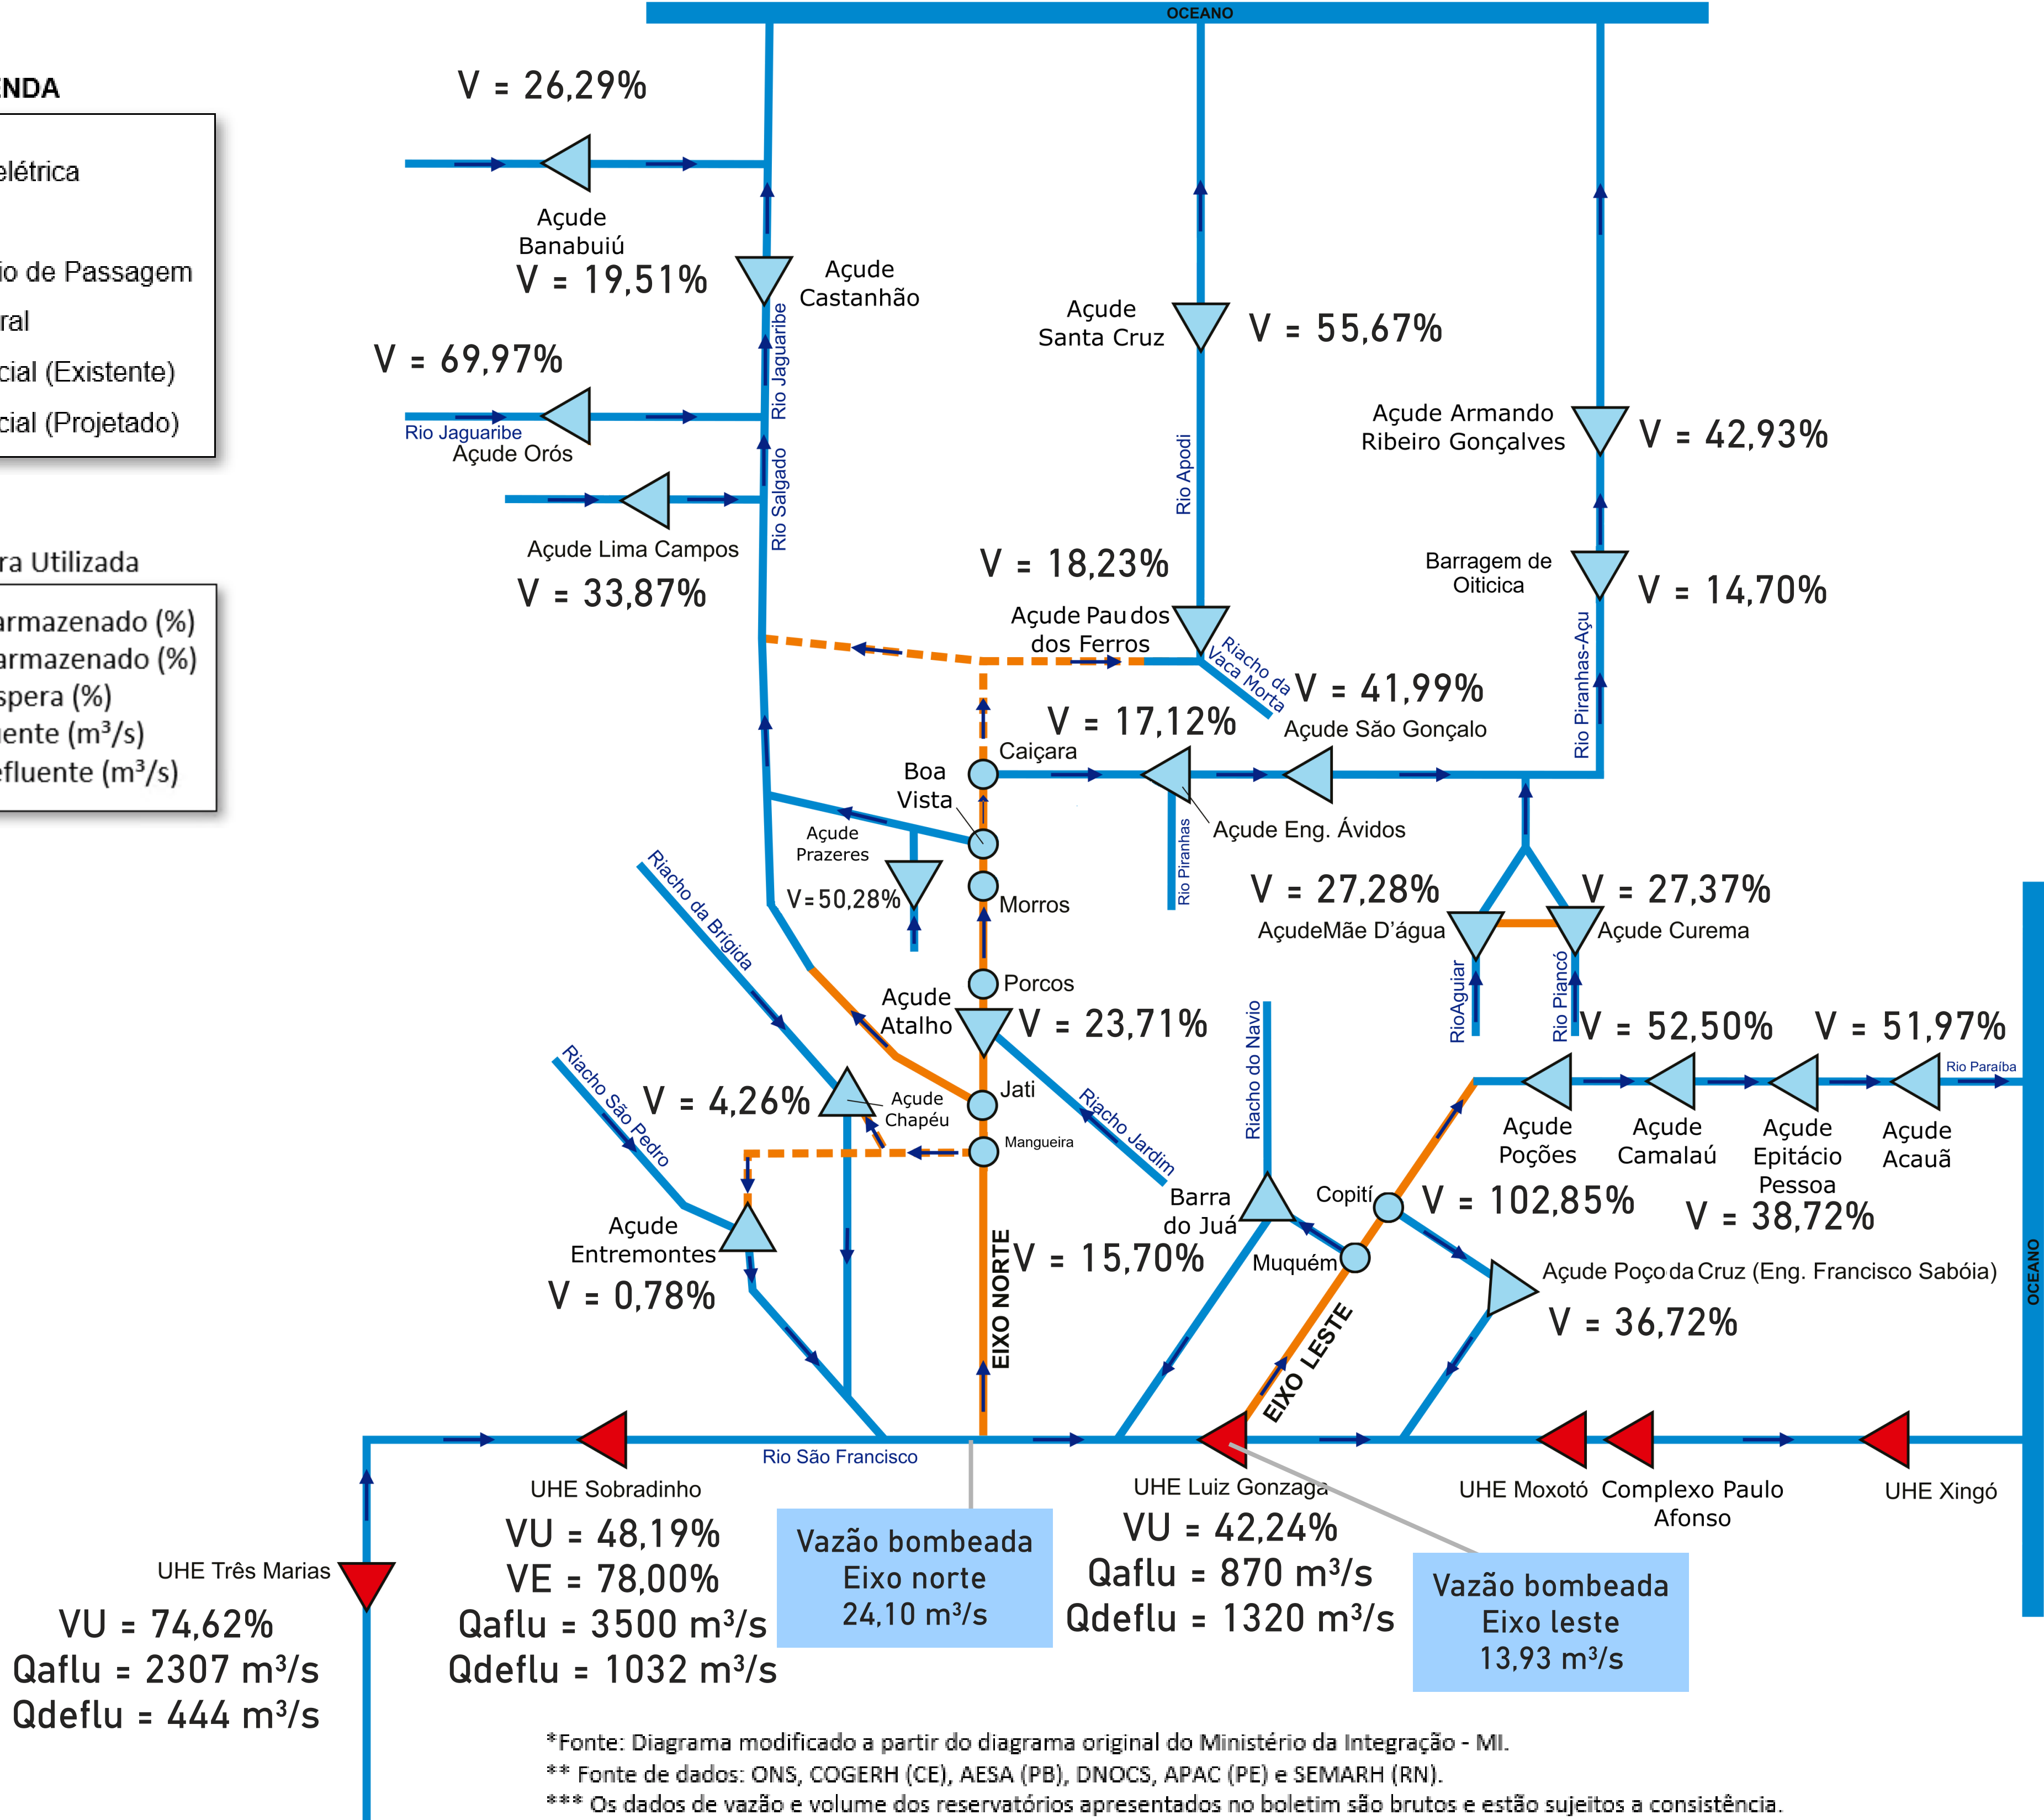 OCEANO
ENDA
elétrica
io de Passagem
ral
cial (Existente)
cial (Projetado)
ra Utilizada
armazenado (%)
armazenado (%)
spera (%)
uente (m³/s)
efluente (m³/s)
V = 26,29%
Açude
Banabuiú
V = 19,51%
Açude
Castanhão
Rio Jaguaribe
V = 69,97%
Rio Jaguaribe
Açude Orós
Rio Salgado
Açude Lima Campos
V = 33,87%
Açude
Santa Cruz
V = 55,67%
Rio Apodi
Açude Armando
Ribeiro Gonçalves
V = 42,93%
Barragem de
Oiticica
V = 14,70%
Rio Piranhas-Açu
V = 18,23%
Açude Pau dos
dos Ferros
Riacho da
Vaca Morta
V = 41,99%
Açude São Gonçalo
V = 17,12%
Caiçara
Boa
Vista
Açude Eng. Ávidos
Rio Piranhas
Açude
Prazeres
V= 50,28%
Morros
Riacho da Brígida
V = 27,28%
AçudeMãe D'água
V = 27,37%
Açude Curema
RioAguiar
Rio Piancó
Porcos
Açude
Atalho
V = 23,71%
Riacho São Pedro
V = 4,26%
Açude
Chapéu
Jati
Mangueira
Riacho Jardim
Riacho do Navio
V = 52,50%
V = 51,97%
Rio Paraíba
Açude
Poções
Açude
Camalaú
Açude
Epitácio
Pessoa
Açude
Acauã
V = 102,85%
V = 38,72%
Barra
do Juá
Copití
Muquém
V = 15,70%
Açude
Entremontes
V = 0,78%
EIXO NORTE
EIXO LESTE
Açude Poço da Cruz (Eng. Francisco Sabóia)
V = 36,72%
OCEANO
Rio São Francisco
UHE Sobradinho
VU = 48,19%
VE = 78,00%
Qaflu = 3500 m³/s
Qdeflu = 1032 m³/s
Vazão bombeada
Eixo norte
24,10 m³/s
UHE Luiz Gonzaga
VU = 42,24%
Qaflu = 870 m³/s
Qdeflu = 1320 m³/s
Vazão bombeada
Eixo leste
13,93 m³/s
UHE Moxotó
Complexo Paulo
Afonso
UHE Xingó
UHE Três Marias
VU = 74,62%
Qaflu = 2307 m³/s
Qdeflu = 444 m³/s
*Fonte: Diagrama modificado a partir do diagrama original do Ministério da Integração - MI.
** Fonte de dados: ONS, COGERH (CE), AESA (PB), DNOCS, APAC (PE) e SEMARH (RN).
*** Os dados de vazão e volume dos reservatórios apresentados no boletim são brutos e estão sujeitos a consistência.